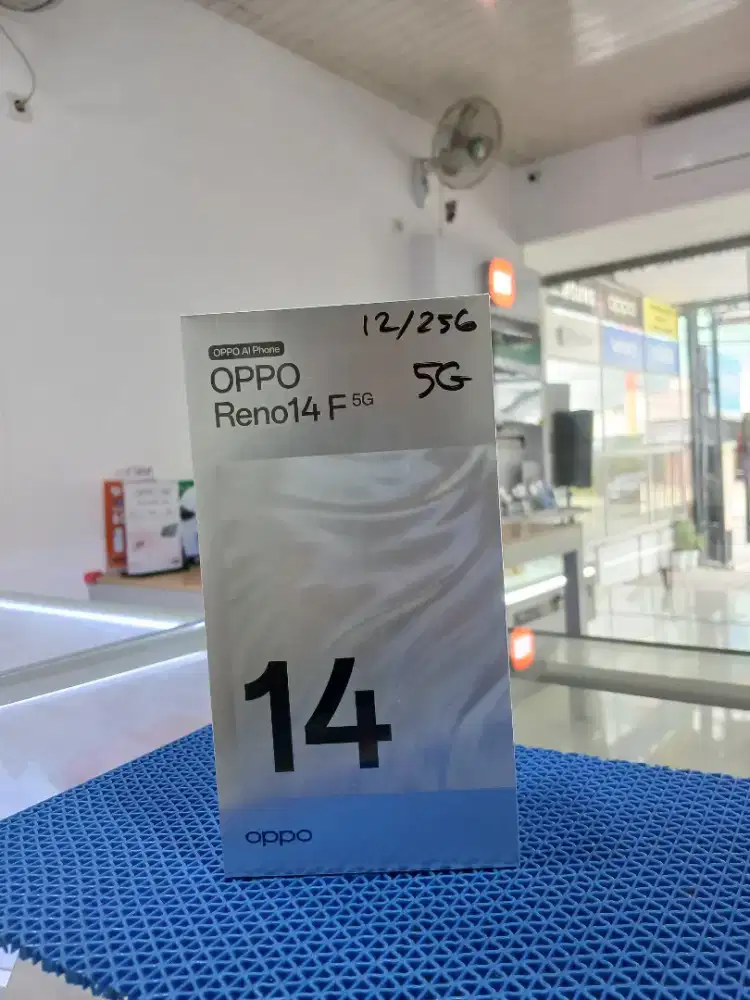 12/256
OPPO AI Phone
OPPO
5G
Reno14 F 5G
14
oppo